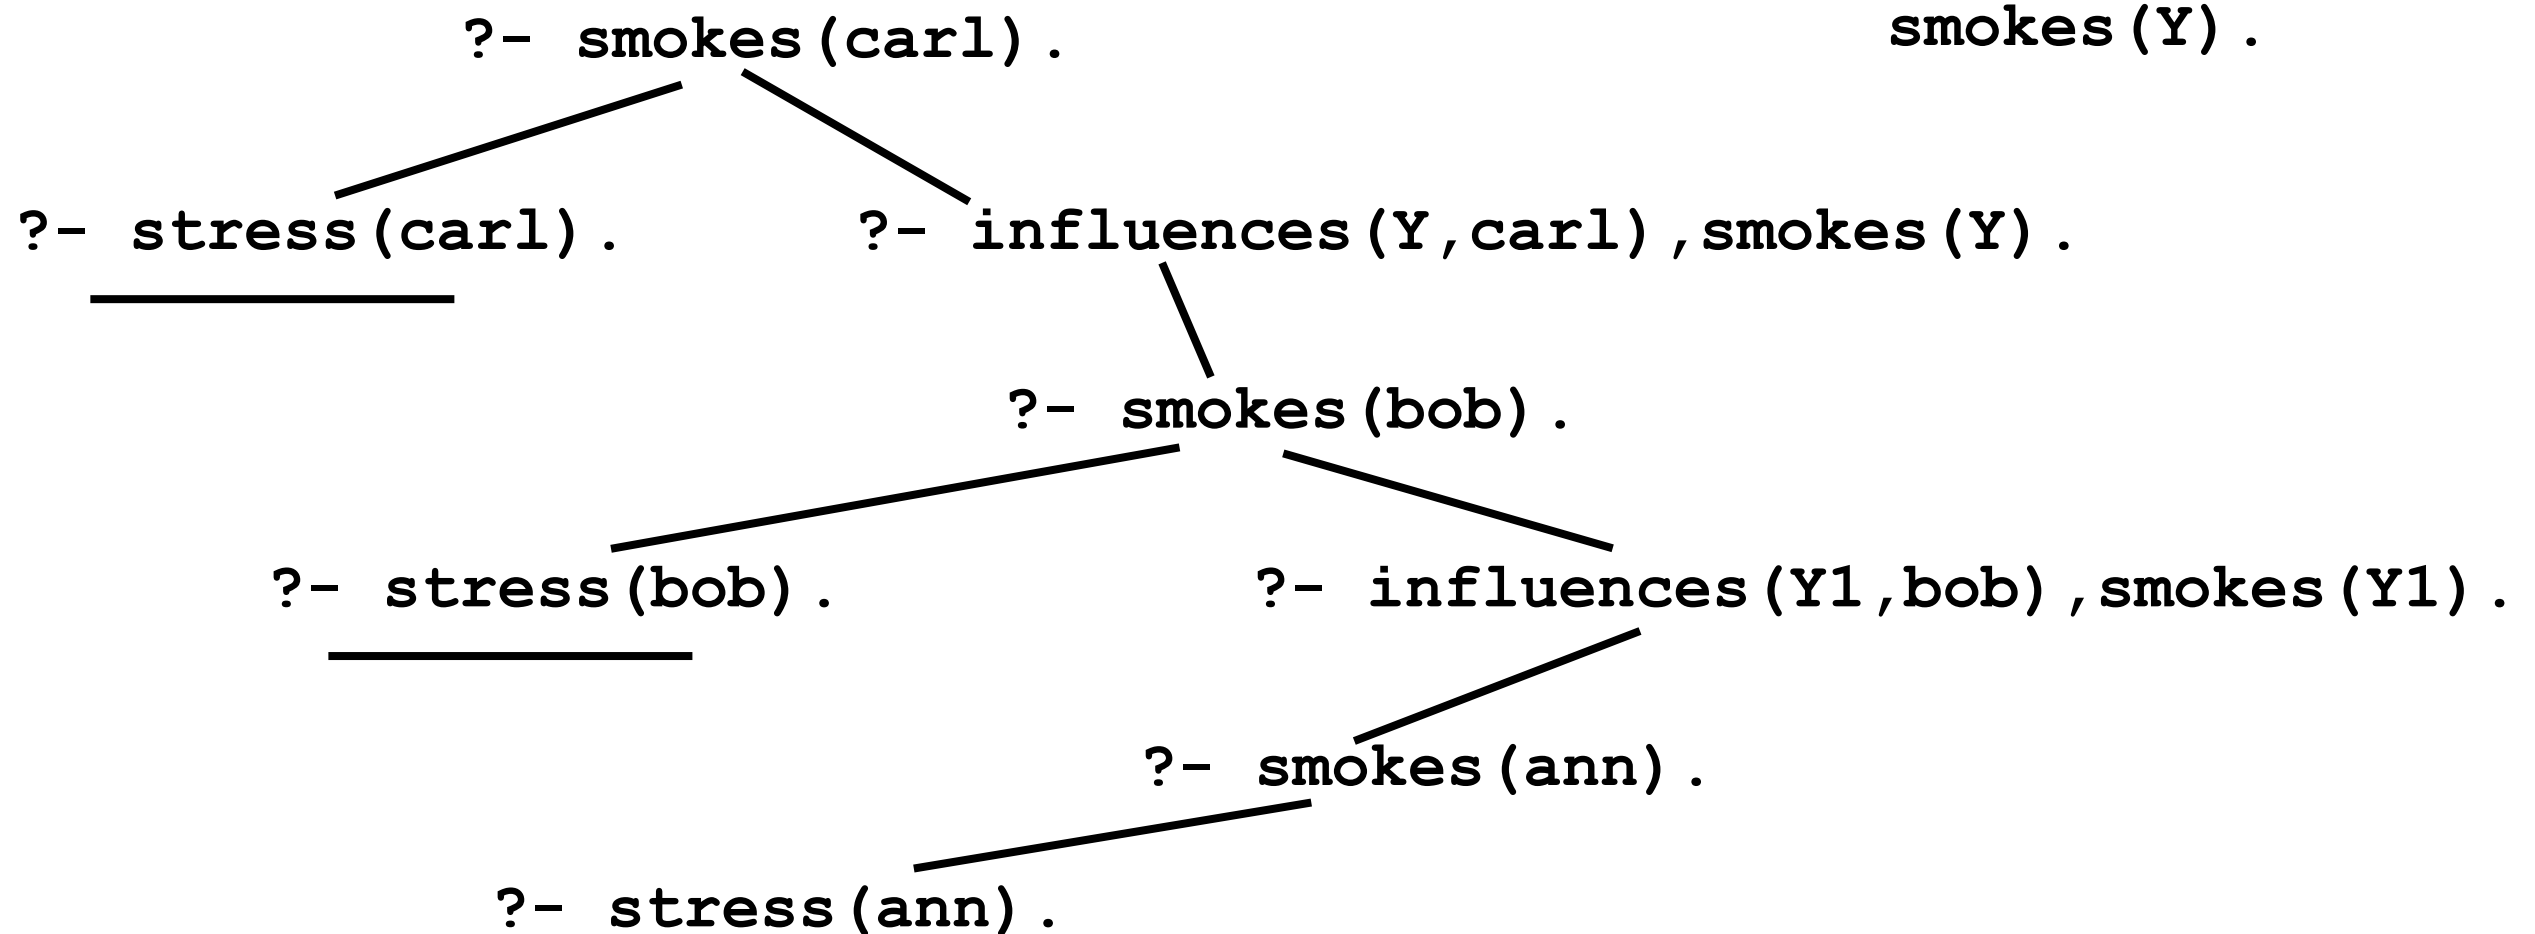 ?- smokes(carl).
smokes(Y).
?- stress(carl).
?- influences(Y,carl),smokes(Y).
?- smokes(bob).
?- stress(bob).
?- influences(Y1,bob),smokes(Y1).
?- smokes(ann).
?- stress(ann).